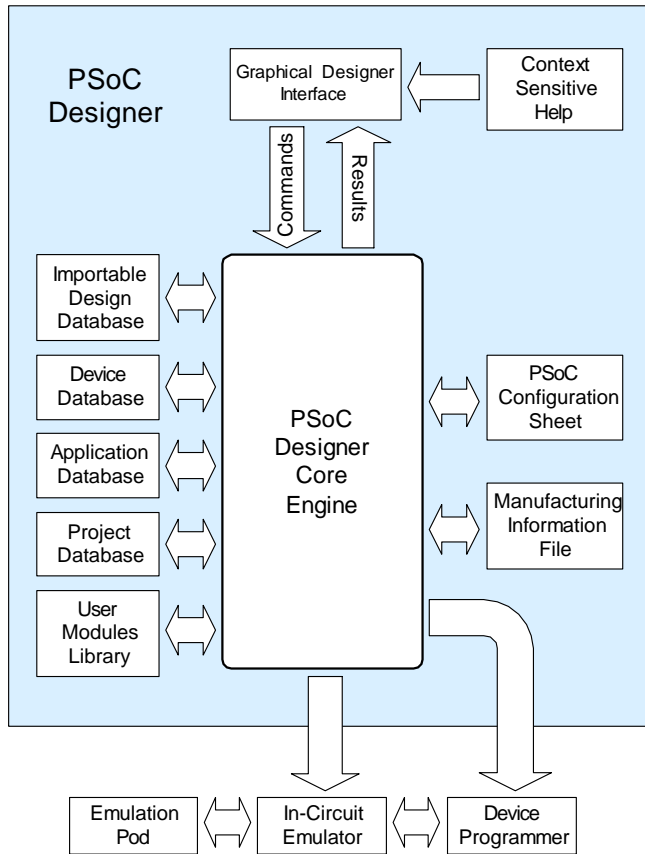 PSoC
Designer
Graphical Designer
Interface
Context
Sensitive
Help
Commands
Results
Importable
Design
Database
Device
Database
Application
Database
Project
Database
User
Modules
Library
PSoC
Designer
Core
Engine
PSoC
Configuration
Sheet
Manufacturing
Information
File
Emulation
Pod
In-Circuit
Emulator
Device
Programmer